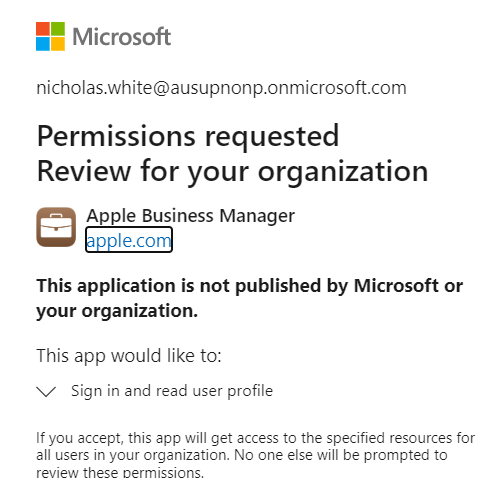 Microsoft
nicholas.white@ausupnonp.onmicrosoft.com
Permissions requested
Review for your organization
Apple Business Manager
apple.com
This application is not published by Microsoft or
your organization.
This app would like to:
Sign in and read user profile
If you accept, this app will get access to the specified resources for
all users in your organization. No one else will be prompted to
review these permissions.